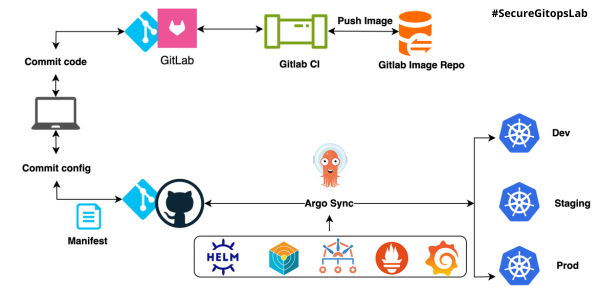 #SecureGitopsLab
Push Image
Commit code
GitLab
Gitlab CI
Gitlab Image Repo
Commit config
Manifest
Argo Sync
Dev
Staging
Prod
HELM